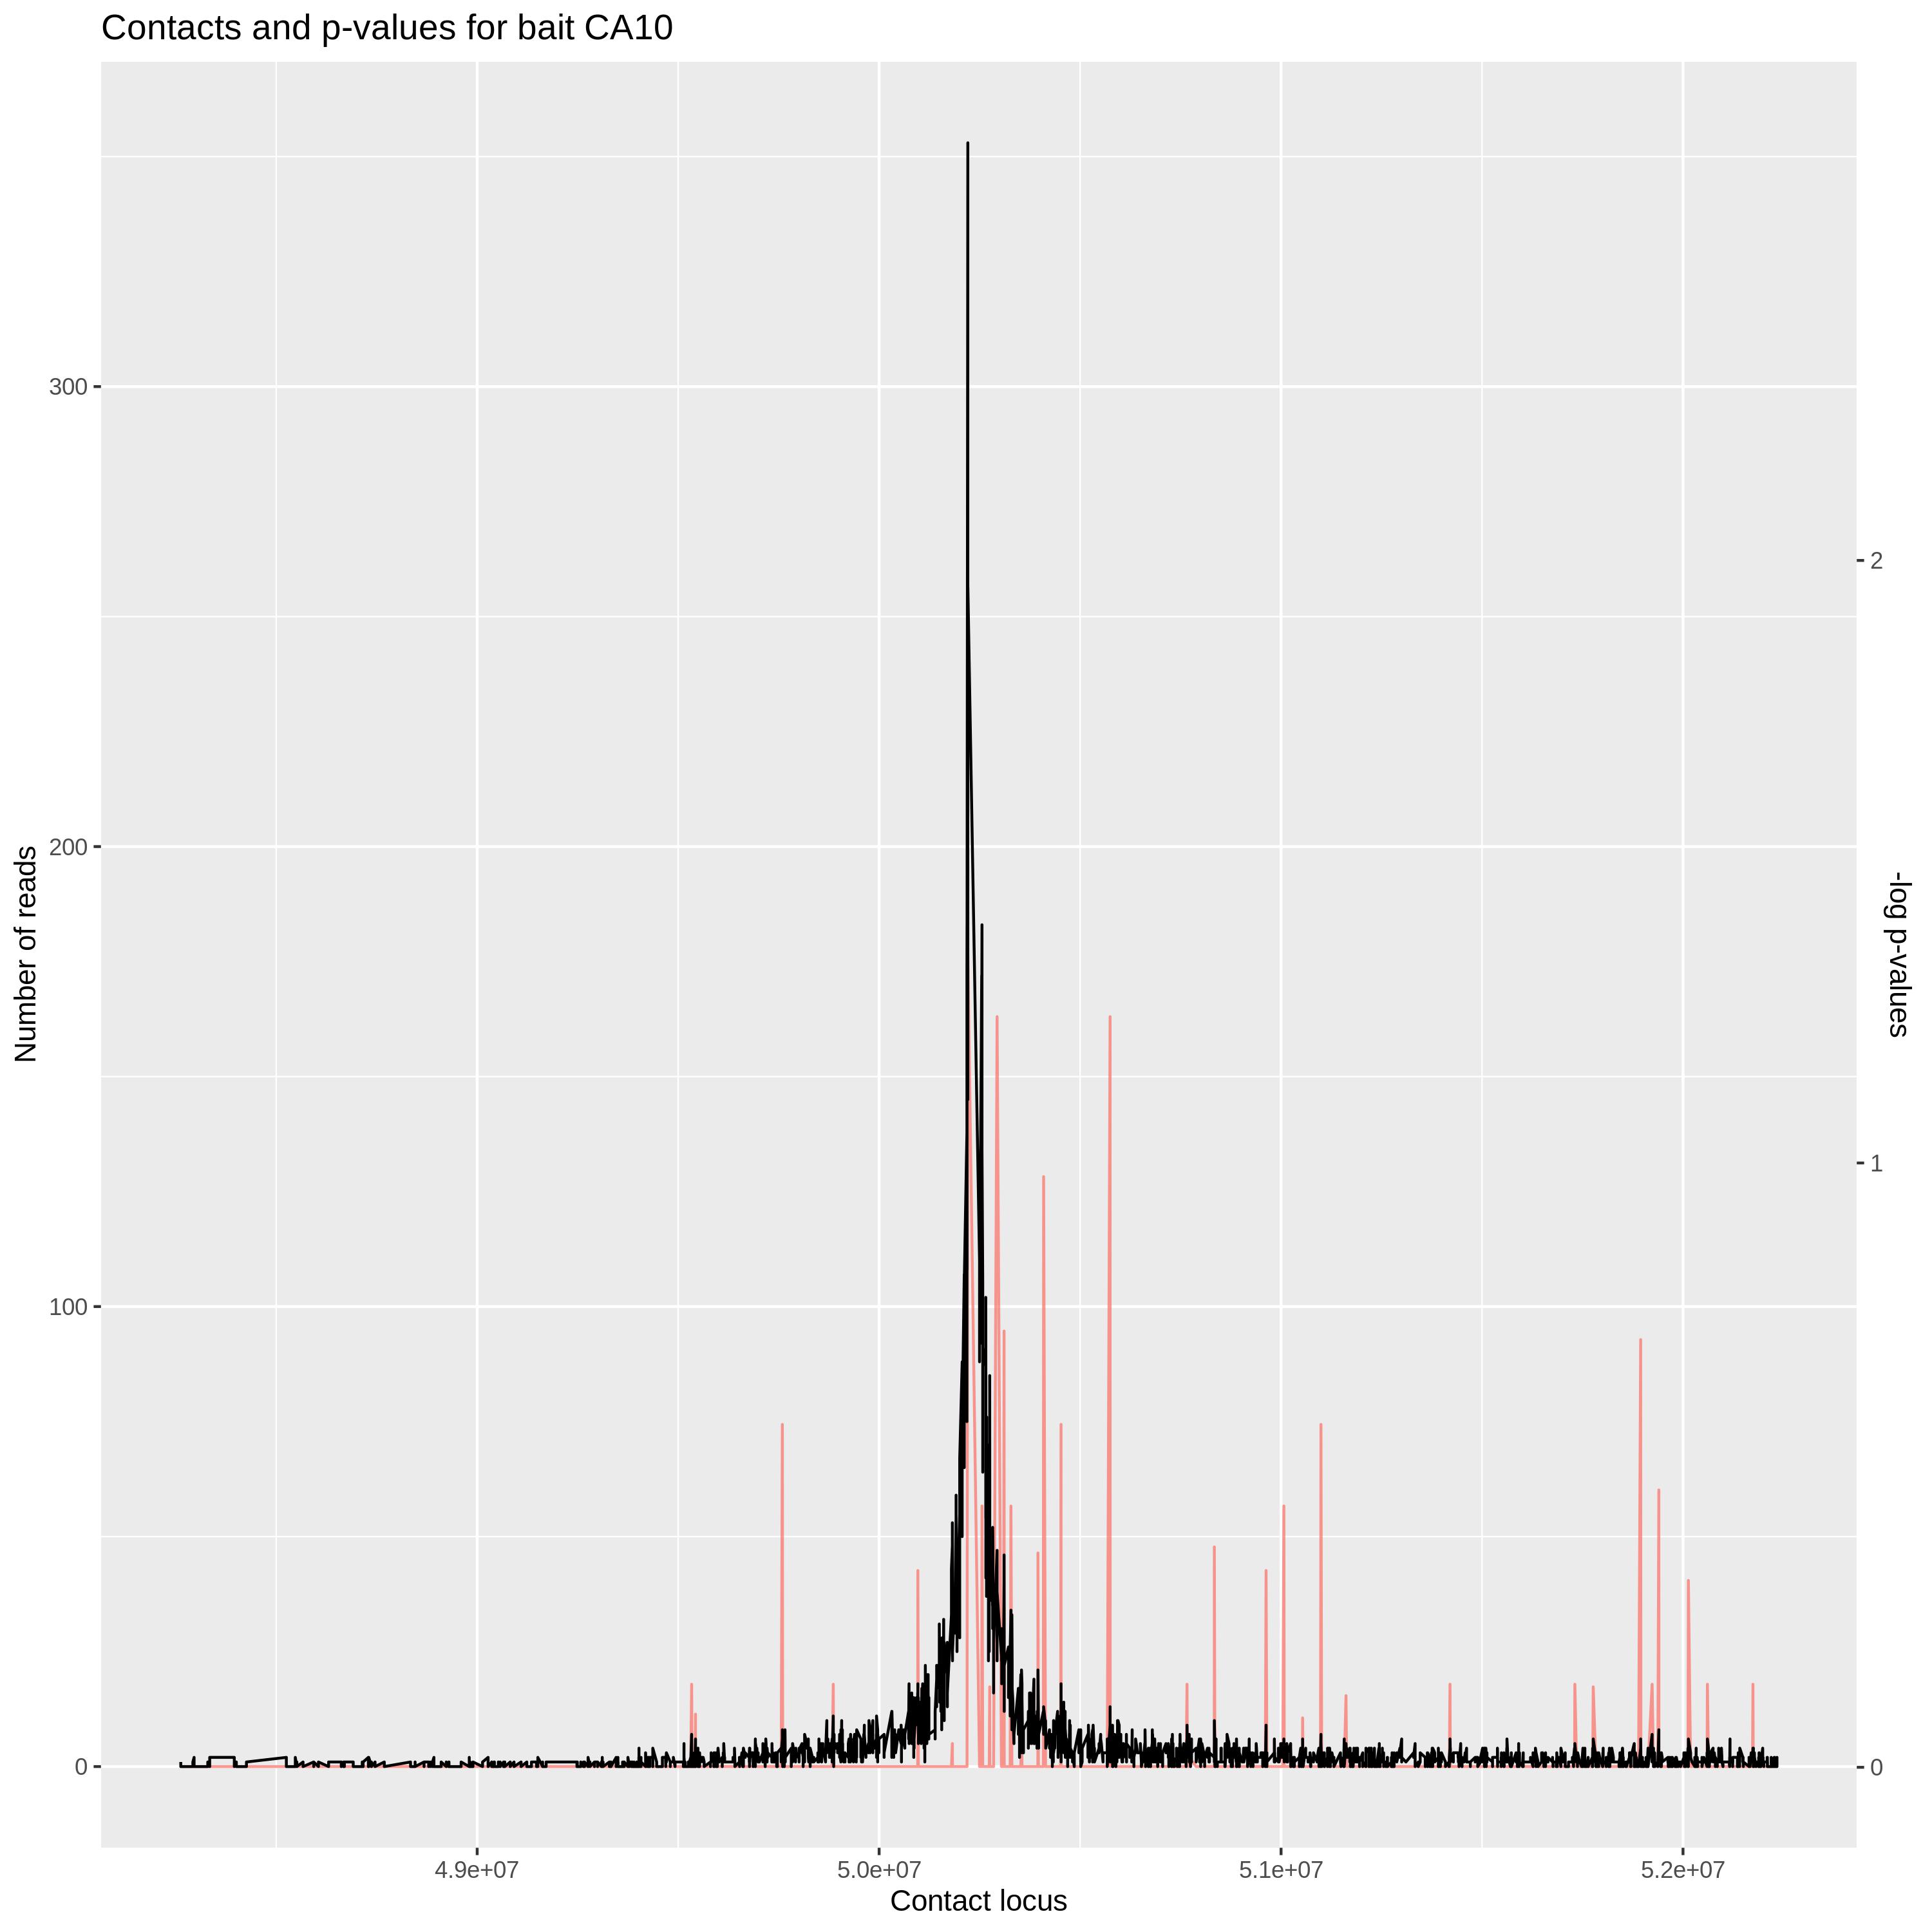 Contacts and p-values for bait CA10
300
200
100
0
Number of reads
2
1
0
-log p-values
4.9e+07
5.0e+07
5.1e+07
5.2e+07
Contact locus